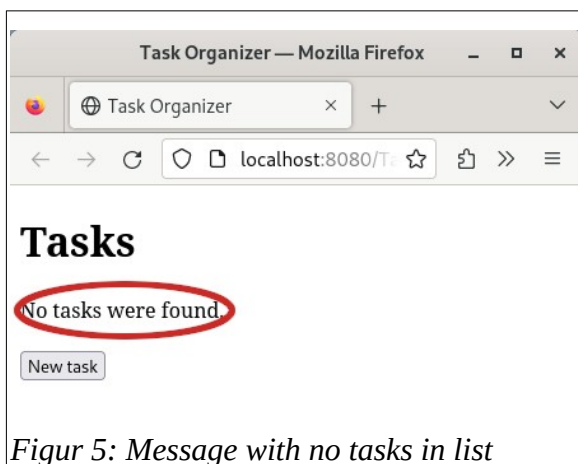 Task Organizer — Mozilla Firefox
Task Organizer
localhost:8080/Ta
Tasks
No tasks were found.
New task
Figur 5: Message with no tasks in list